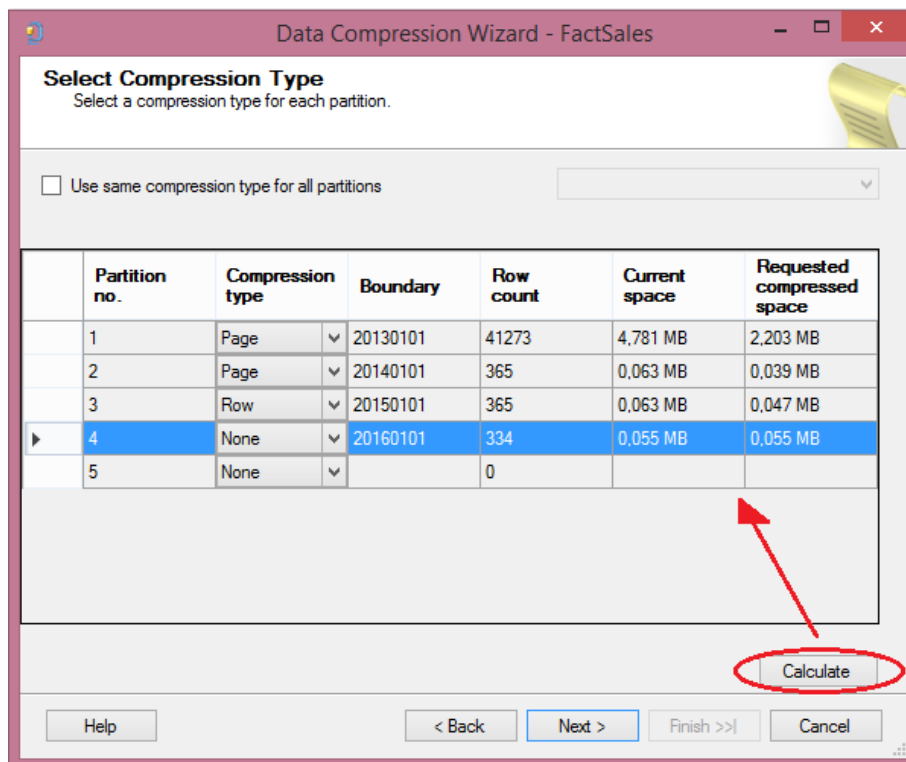 Data Compression Wizard - FactSales
Select Compression Type
Select a compression type for each partition.
Use same compression type for all partitions
Partition no. Compression type Boundary Row count Current space Requested compressed space
1 Page 20130101 41273 4,781 MB 2,203 MB
2 Page 20140101 365 0,063 MB 0,039 MB
3 Row 20150101 365 0,063 MB 0,047 MB
4 None 20160101 334 0,055 MB 0,055 MB
5 None 0
Calculate
Help < Back Next > Finish >>| Cancel